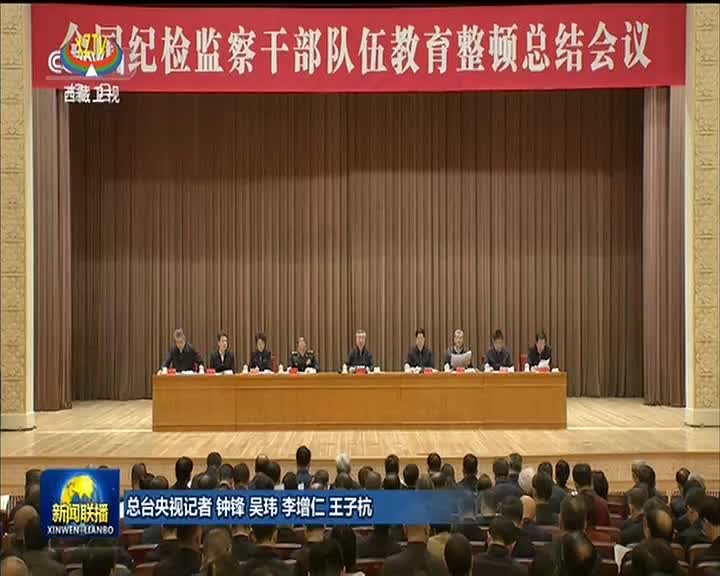 全国纪检监察干部队伍教育整顿总结会议
XZTV
西藏卫视
总台央视记者 钟锋 吴玮 李增仁 王子杭
新闻联播
XINWEN-LIANBO